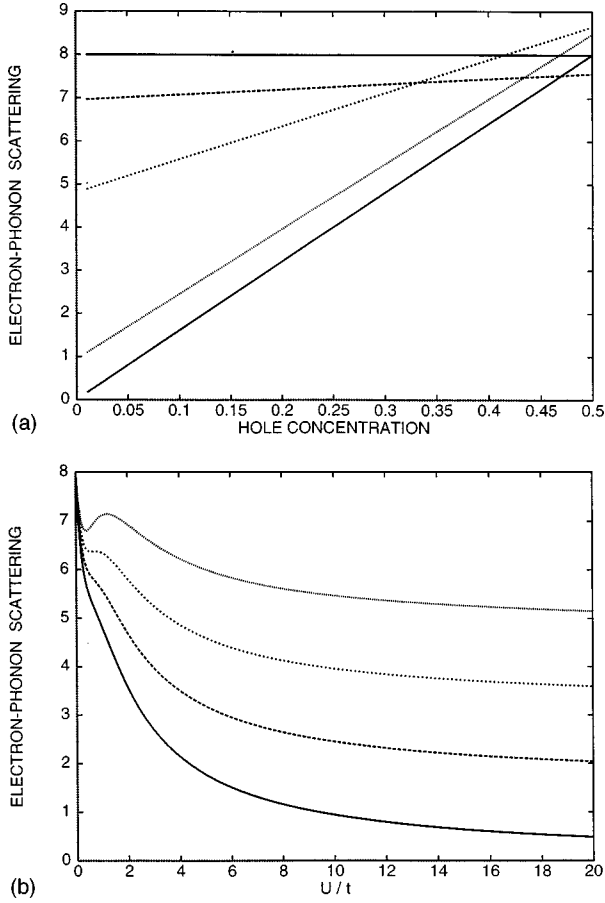 9
8
7
6
5
4
3
2
1
0
ELECTRON-PHONON SCATTERING
0 0.05 0.1 0.15 0.2 0.25 0.3 0.35 0.4 0.45 0.5
HOLE CONCENTRATION
(a)
8
7
6
5
4
3
2
1
0
ELECTRON-PHONON SCATTERING
0 2 4 6 8 10 12 14 16 18 20
U / t
(b)